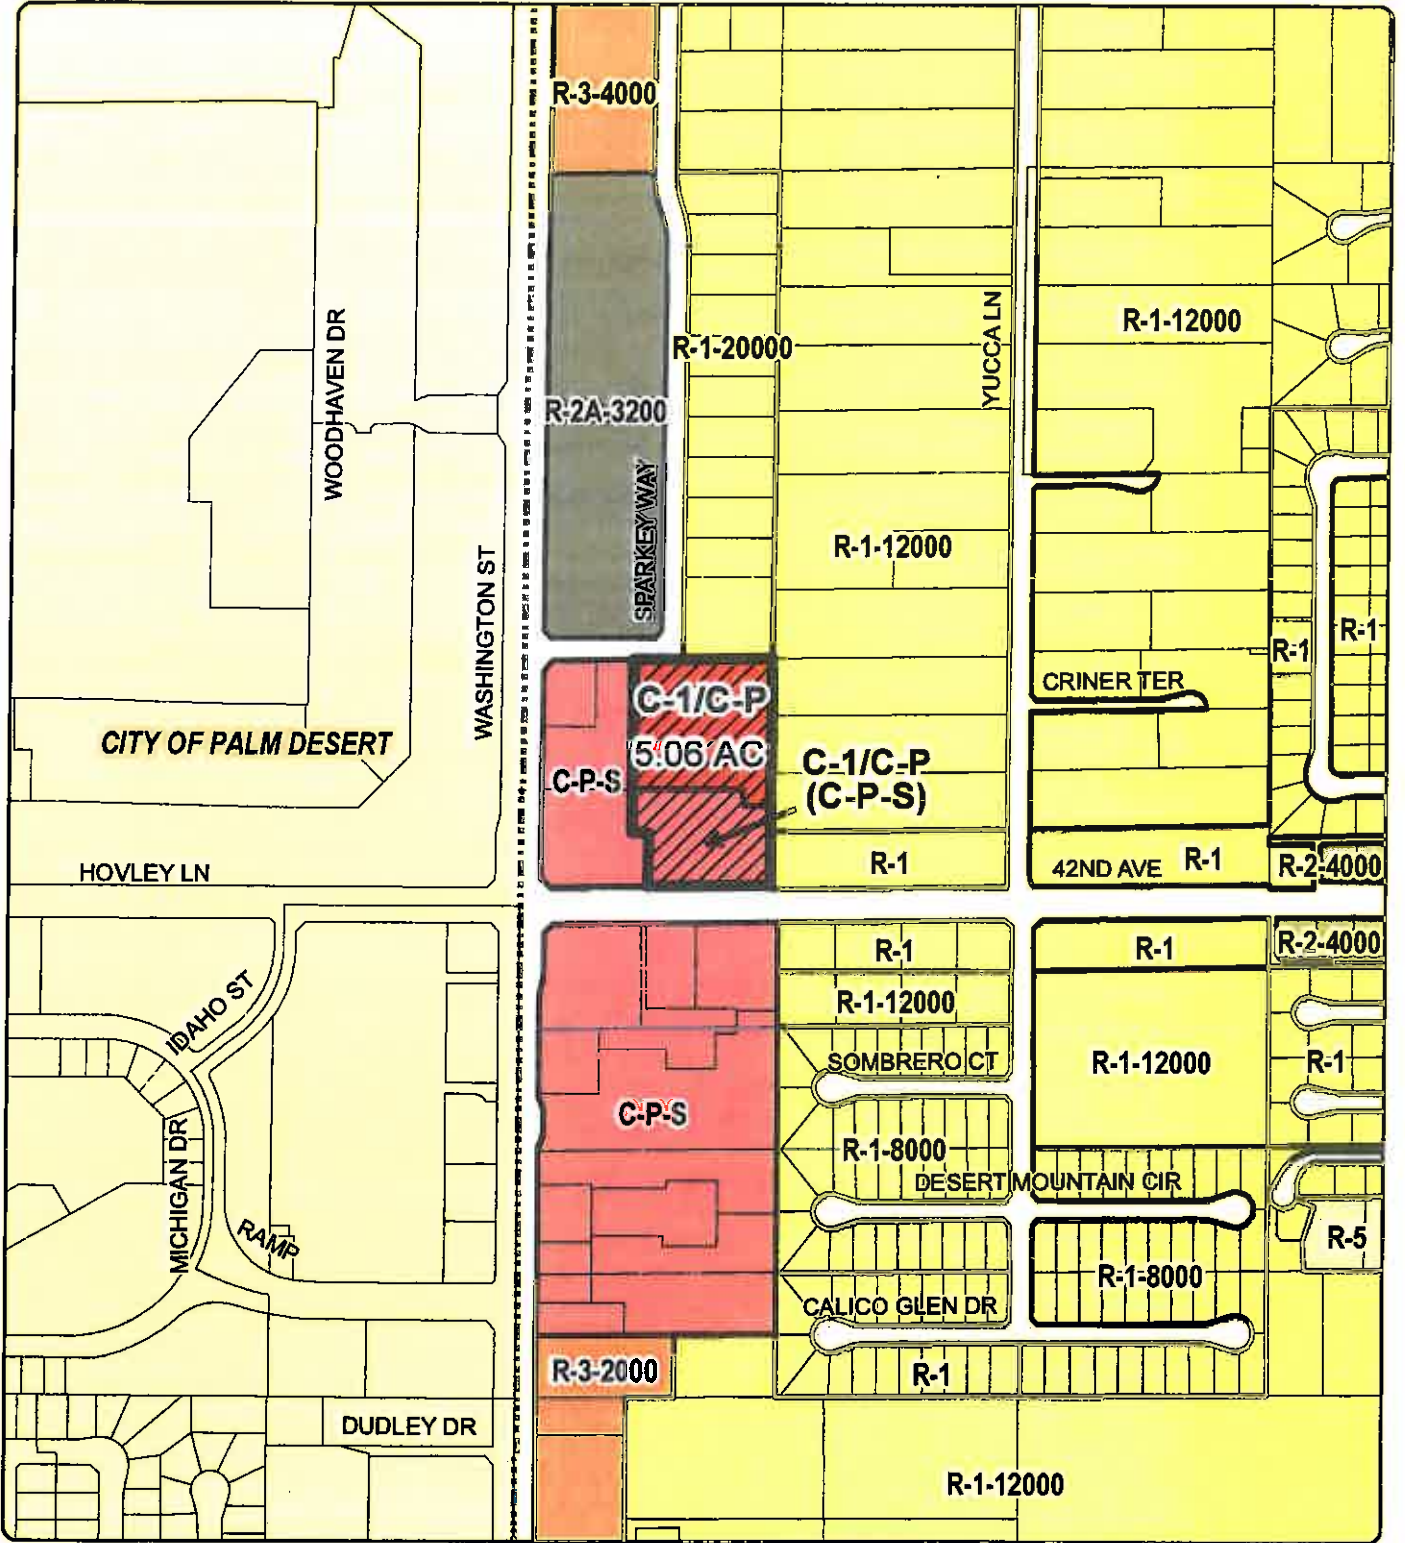 R-3-4000
R-1-20000
R-1-12000
YUCCA LN
WOODHAVEN DR
R-2A-3200
SPARKEY WAY
R-1-12000
WASHINGTON ST
R-1
R-1
C-1/C-P
5.06 AC
CRINER TER
CITY OF PALM DESERT
C-P-S
C-1/C-P
(C-P-S)
HOVLEY LN
R-1
42ND AVE
R-1
R-2-4000
R-1
R-1
R-2-4000
IDAHO ST
R-1-12000
SOMBRERO CT
R-1-12000
R-1
C-P-S
MICHIGAN DR
R-1-8000
DESERT MOUNTAIN CIR
RAMP
R-5
R-1-8000
CALICO GLEN DR
R-3-2000
R-1
DUDLEY DR
R-1-12000